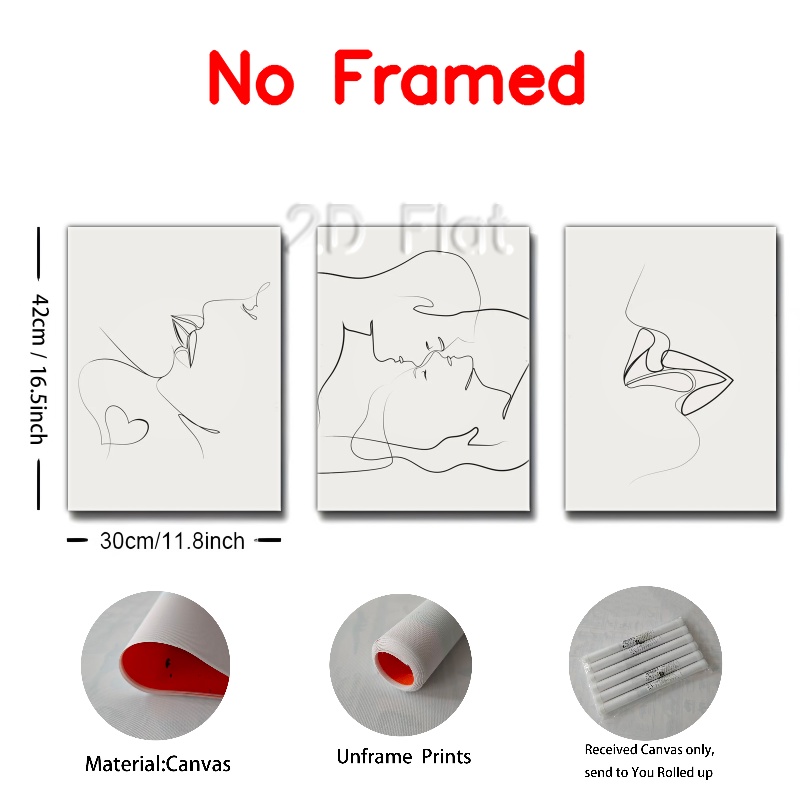 No Framed
2.D Flat
42cm / 16.5inch
30cm/11.8inch
Material:Canvas
Unframe Prints
Received Canvas only,
send to You Rolled up